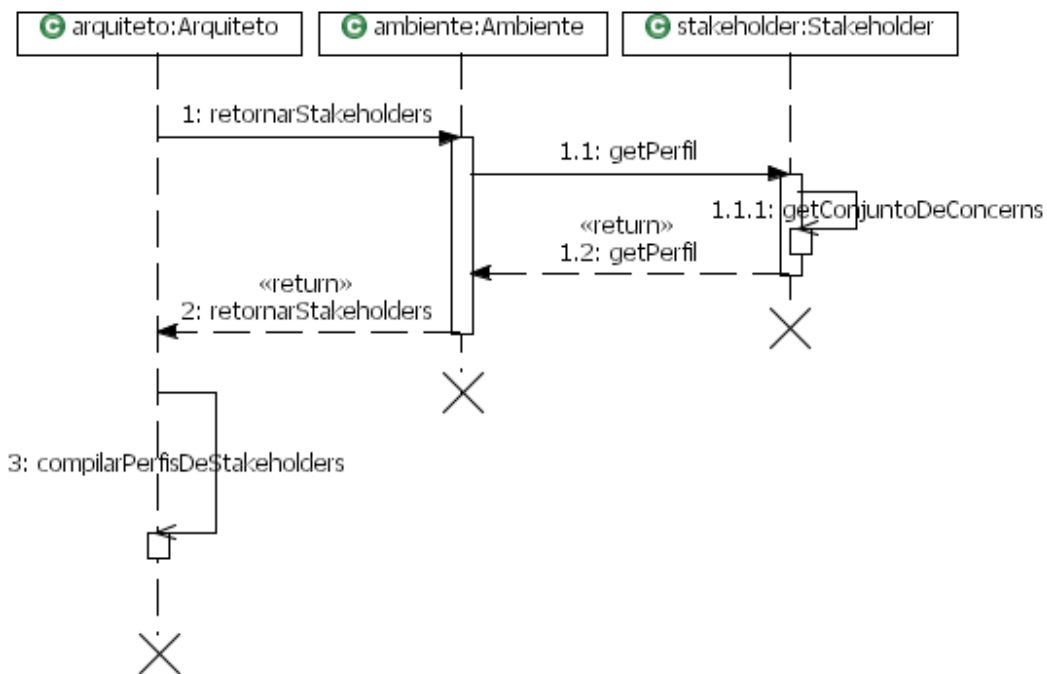 C arquiteto:Arquiteto
C ambiente:Ambiente
C stakeholder:Stakeholder
1: retornarStakeholders
1.1: getPerfil
1.1.1: getConjuntoDeConcerns
«return»
1.2: getPerfil
«return»
2: retornarStakeholders
3: compilarPerfisDeStakeholders